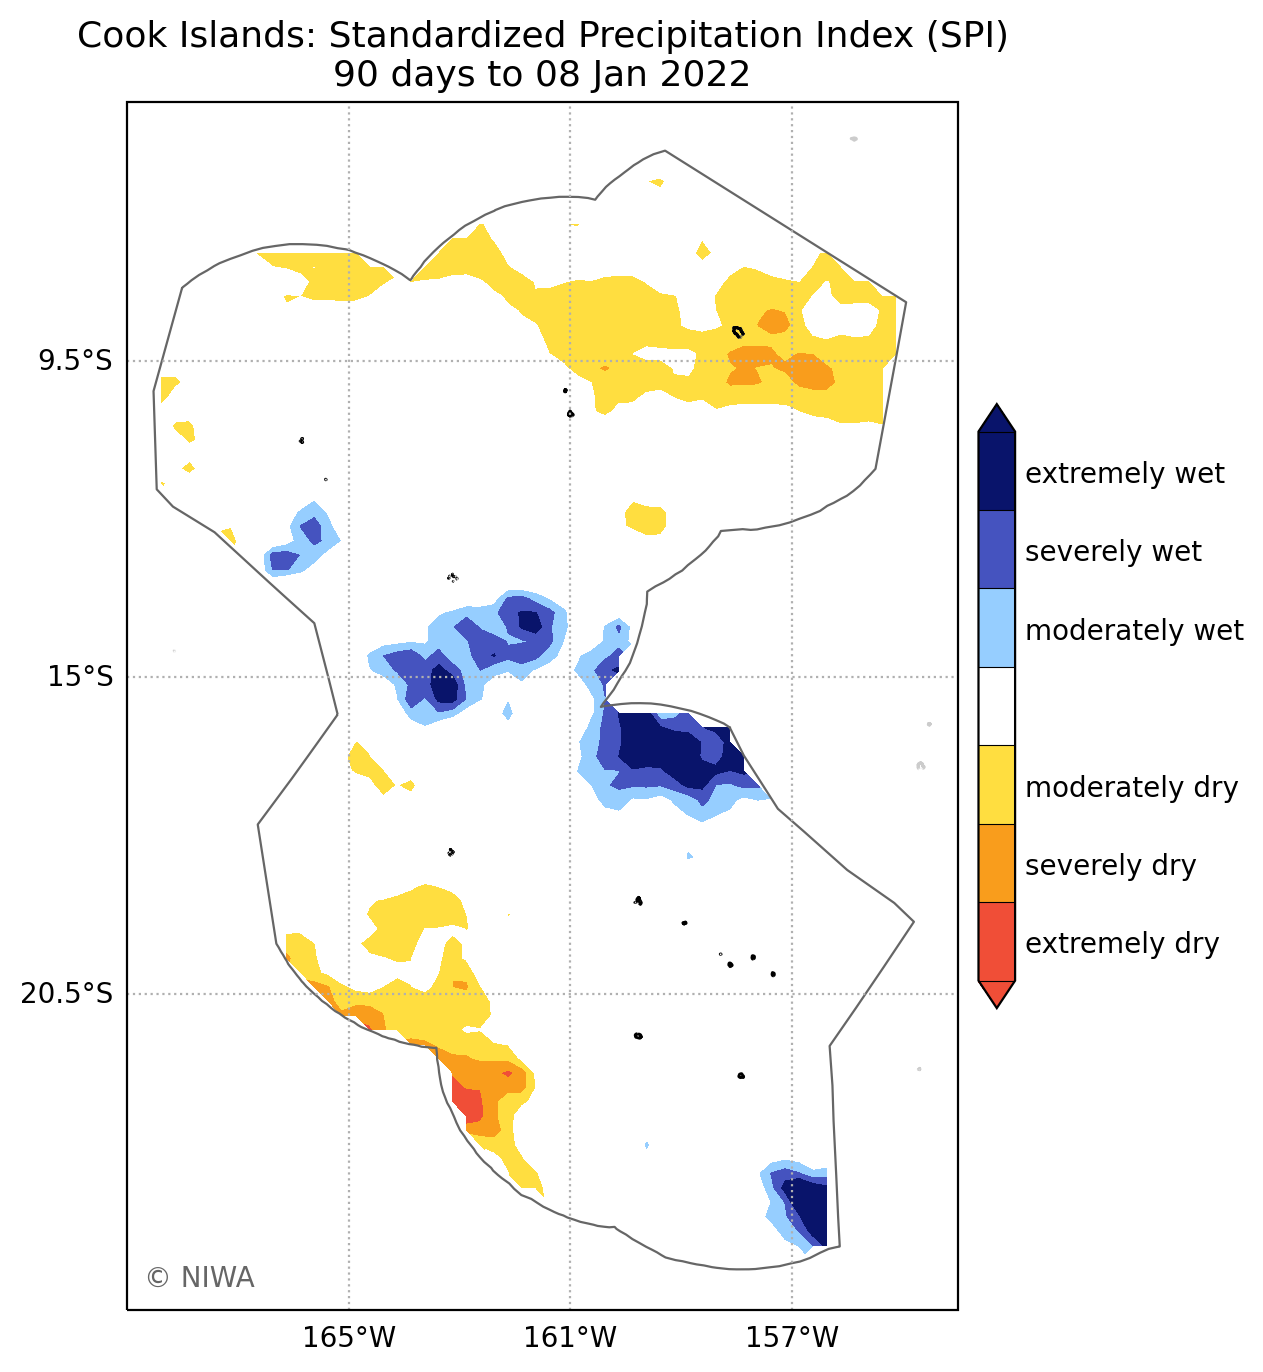 Cook Islands: Standardized Precipitation Index (SPI)
90 days to 08 Jan 2022
9.5°S
15°S
20.5°S
165°W
161°W
157°W
extremely wet
severely wet
moderately wet
moderately dry
severely dry
extremely dry
© NIWA